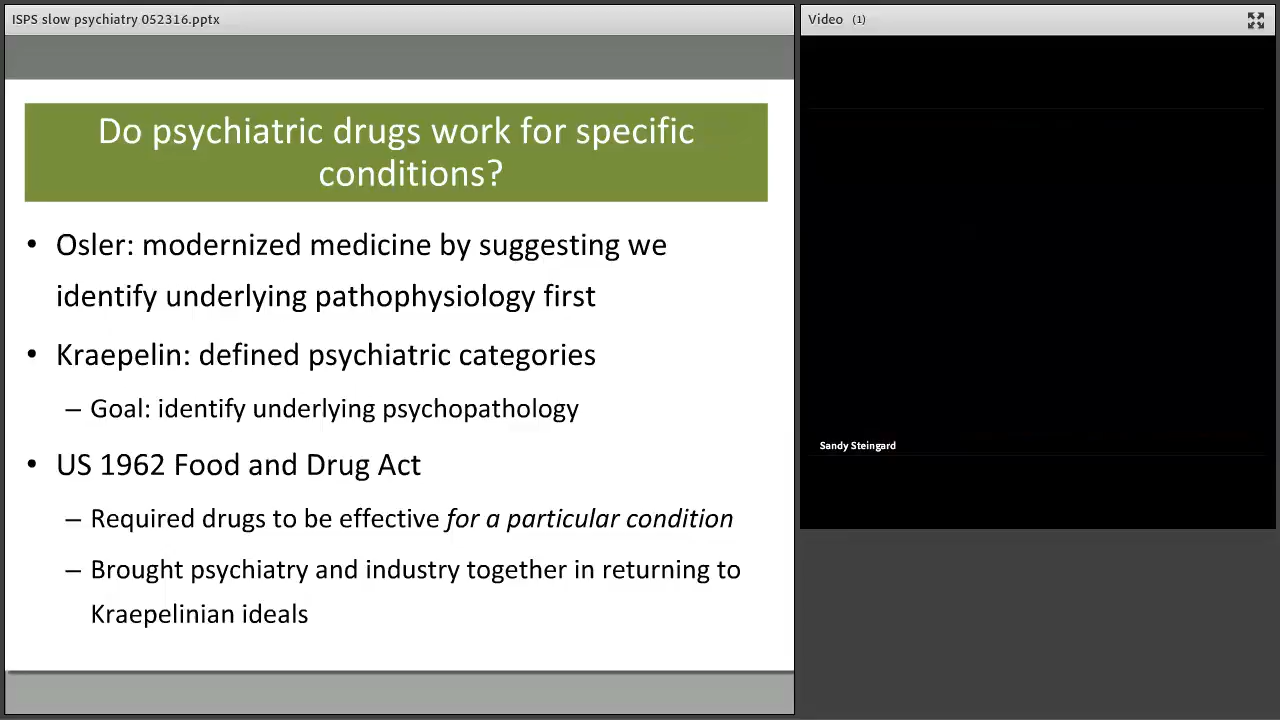 ISPS slow psychiatry 052316.pptx
Video (1)
Do psychiatric drugs work for specific
conditions?
• Osler: modernized medicine by suggesting we
identify underlying pathophysiology first
• Kraepelin: defined psychiatric categories
– Goal: identify underlying psychopathology
• US 1962 Food and Drug Act
– Required drugs to be effective for a particular condition
– Brought psychiatry and industry together in returning to
Kraepelinian ideals
Sandy Steingard